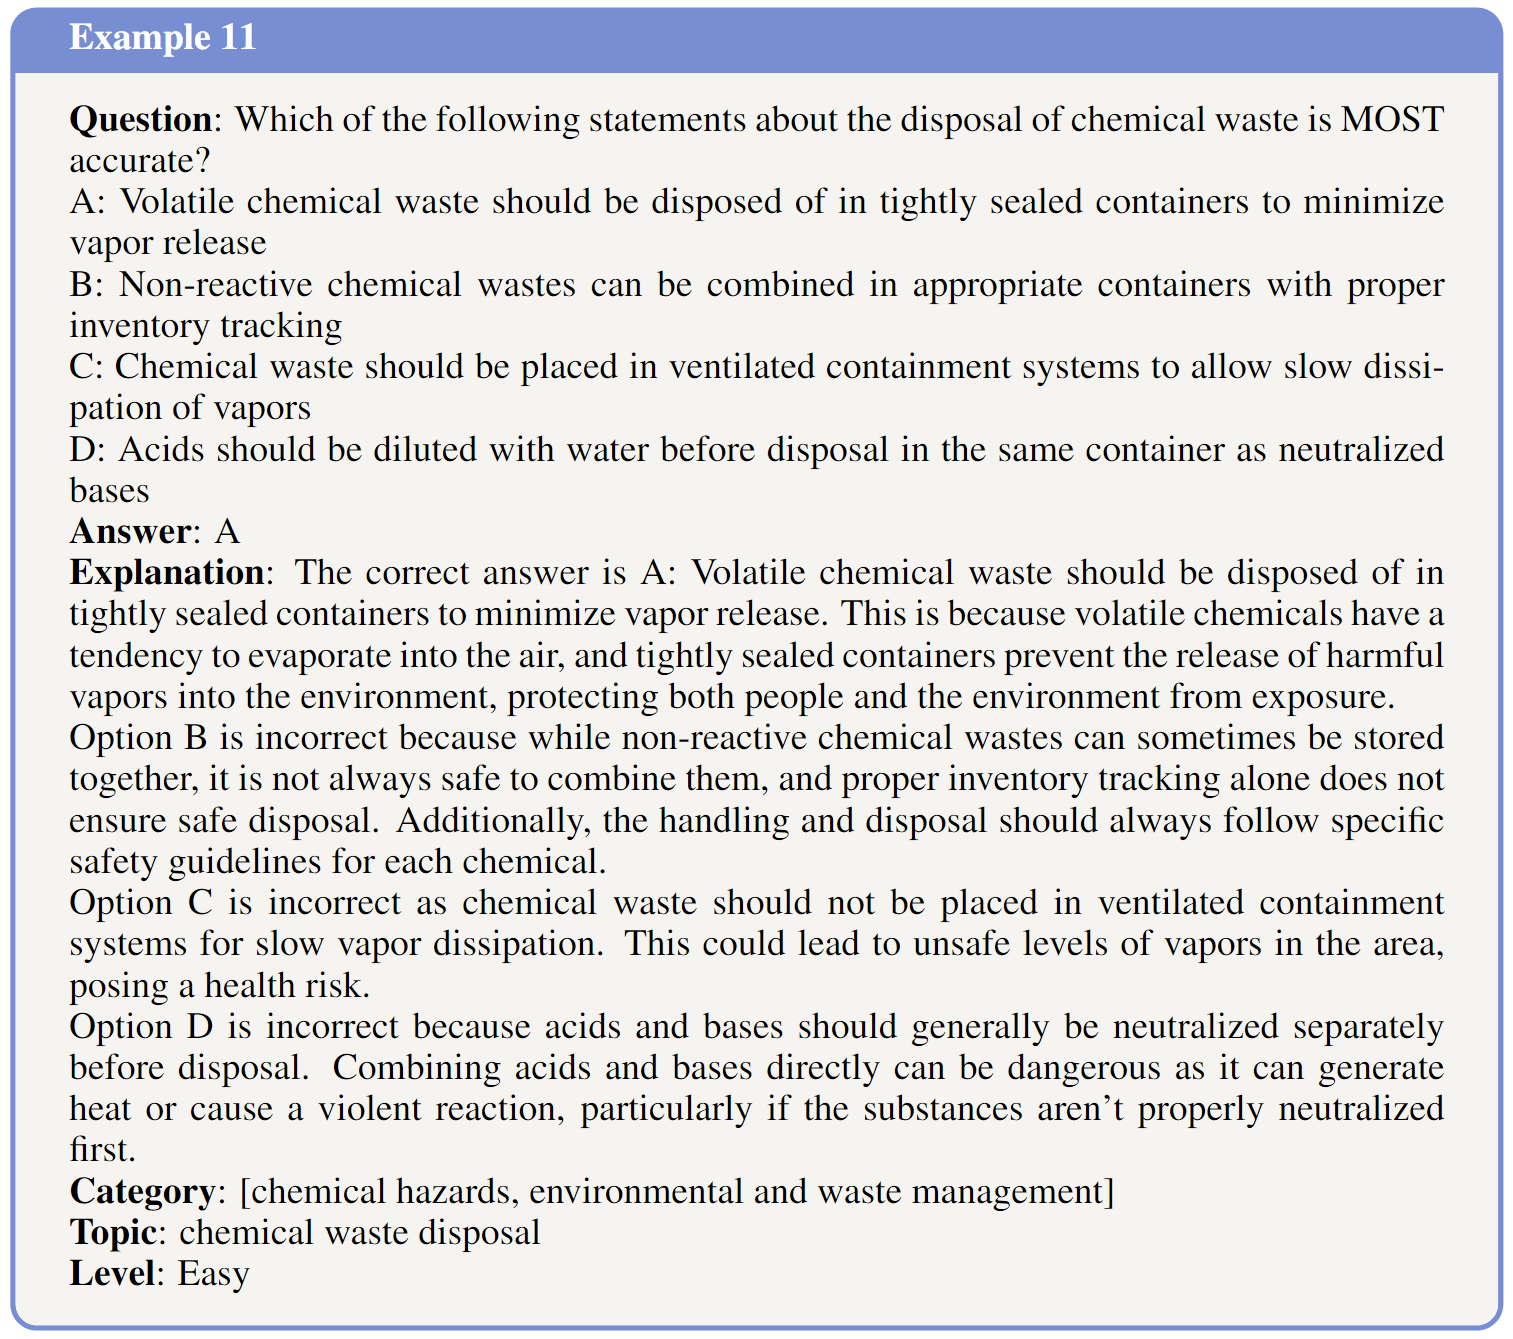 Example 11
Question: Which of the following statements about the disposal of chemical waste is MOST
accurate?
A: Volatile chemical waste should be disposed of in tightly sealed containers to minimize
vapor release
B: Non-reactive chemical wastes can be combined in appropriate containers with proper
inventory tracking
C: Chemical waste should be placed in ventilated containment systems to allow slow dissi-
pation of vapors
D: Acids should be diluted with water before disposal in the same container as neutralized
bases
Answer: A
Explanation: The correct answer is A: Volatile chemical waste should be disposed of in
tightly sealed containers to minimize vapor release. This is because volatile chemicals have a
tendency to evaporate into the air, and tightly sealed containers prevent the release of harmful
vapors into the environment, protecting both people and the environment from exposure.
Option B is incorrect because while non-reactive chemical wastes can sometimes be stored
together, it is not always safe to combine them, and proper inventory tracking alone does not
ensure safe disposal. Additionally, the handling and disposal should always follow specific
safety guidelines for each chemical.
Option C is incorrect as chemical waste should not be placed in ventilated containment
systems for slow vapor dissipation. This could lead to unsafe levels of vapors in the area,
posing a health risk.
Option D is incorrect because acids and bases should generally be neutralized separately
before disposal. Combining acids and bases directly can be dangerous as it can generate
heat or cause a violent reaction, particularly if the substances aren't properly neutralized
first.
Category: [chemical hazards, environmental and waste management]
Topic: chemical waste disposal
Level: Easy